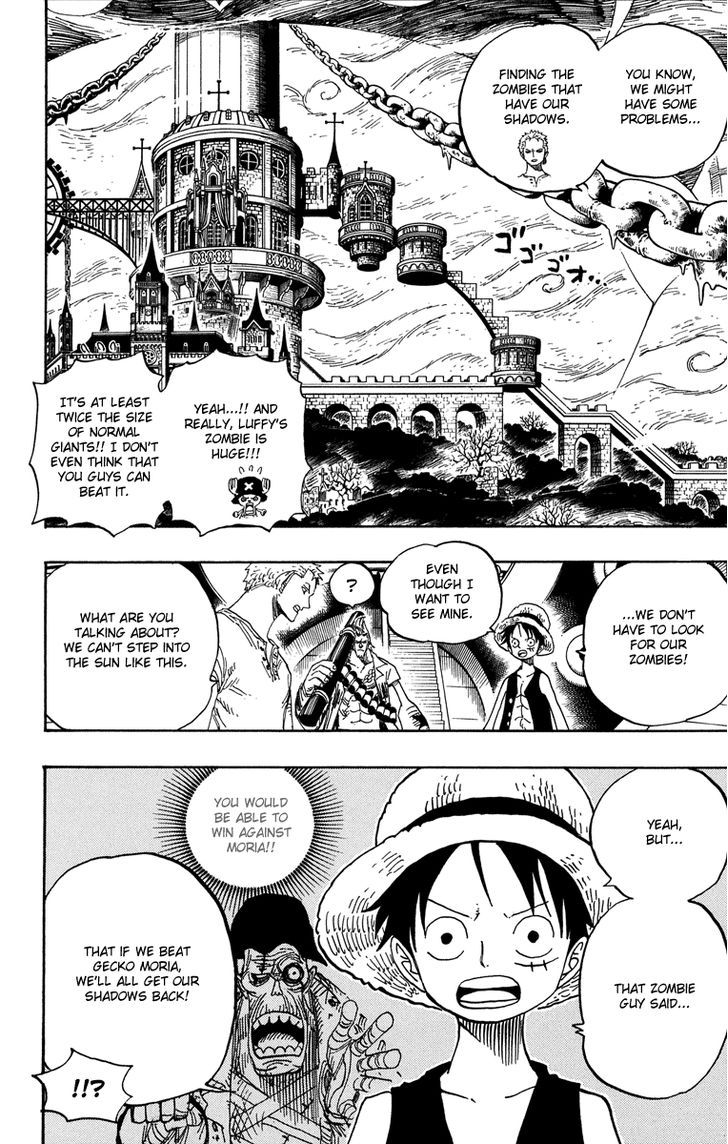 YOU KNOW,
WE MIGHT
HAVE SOME
PROBLEMS...
FINDING THE
ZOMBIES THAT
HAVE OUR
SHADOWS.
ゴゴゴォ...
YEAH...!! AND
REALLY, LUFFY'S
ZOMBIE IS
HUGE!!!
IT'S AT LEAST
TWICE THE SIZE
OF NORMAL
GIANTS!! I DON'T
EVEN THINK THAT
YOU GUYS CAN
BEAT IT.
...WE DON'T
HAVE TO LOOK
FOR OUR
ZOMBIES!
EVEN
THOUGH I
WANT TO
SEE MINE.
?
WHAT ARE YOU
TALKING ABOUT?
WE CAN'T STEP INTO
THE SUN LIKE THIS.
YEAH,
BUT...
THAT ZOMBIE
GUY SAID...
YOU WOULD
BE ABLE TO
WIN AGAINST
MORIA!!
THAT IF WE BEAT
GECKO MORIA,
WE'LL ALL GET OUR
SHADOWS BACK!
!!?